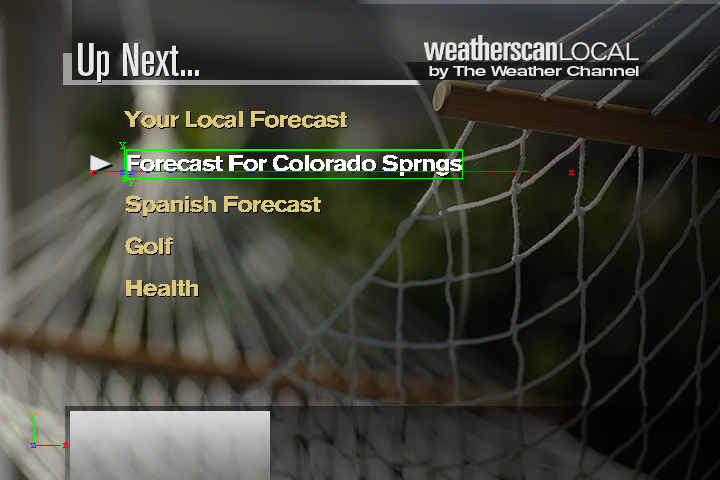 Up Next...
weatherscanLOCAL
by The Weather Channel
Your Local Forecast
Forecast For Colorado Sprngs
Spanish Forecast
Golf
Health